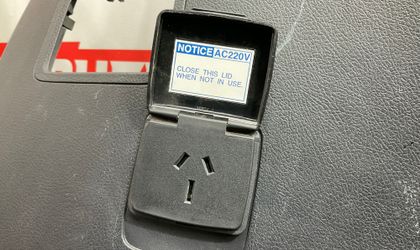 NOTICE AC220V
CLOSE THIS LID
WHEN NOT IN USE